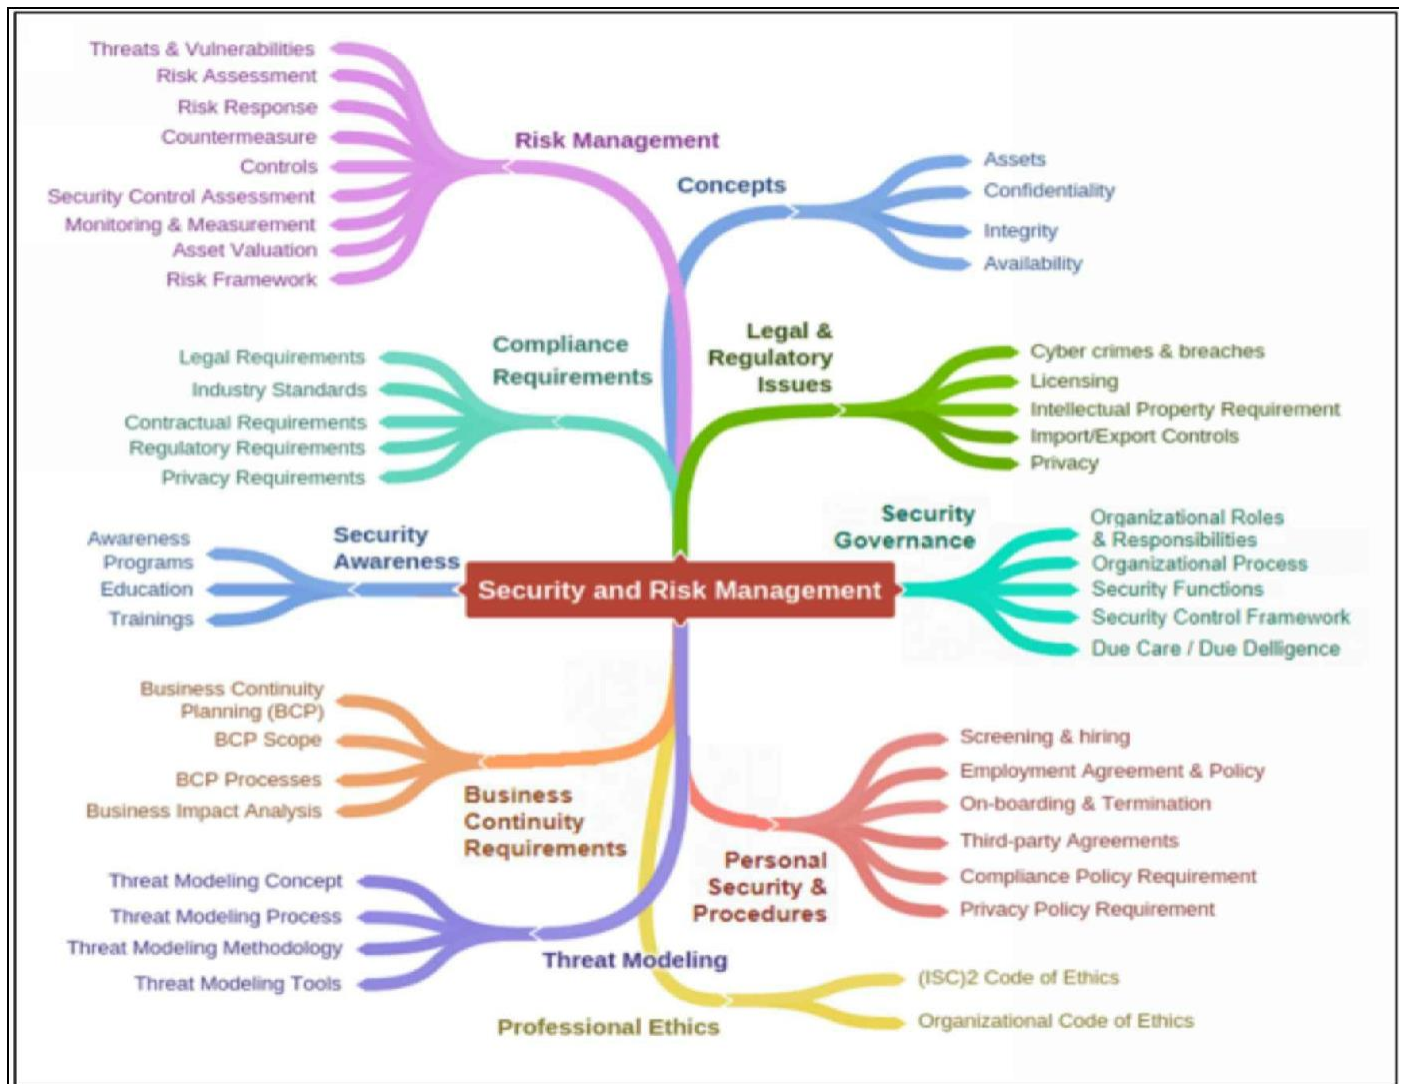 Threats & Vulnerabilities
Risk Assessment
Risk Response
Countermeasure
Controls
Security Control Assessment
Monitoring & Measurement
Asset Valuation
Risk Framework
Risk Management
Concepts
Assets
Confidentiality
Integrity
Availability
Legal Requirements
Industry Standards
Contractual Requirements
Regulatory Requirements
Privacy Requirements
Compliance
Requirements
Legal &
Regulatory
Issues
Cyber crimes & breaches
Licensing
Intellectual Property Requirement
Import/Export Controls
Privacy
Awareness
Programs
Education
Trainings
Security
Awareness
Security and Risk Management
Security
Governance
Organizational Roles
& Responsibilities
Organizational Process
Security Functions
Security Control Framework
Due Care / Due Delligence
Business Continuity
Planning (BCP)
BCP Scope
BCP Processes
Business Impact Analysis
Business
Continuity
Requirements
Personal
Security &
Procedures
Screening & hiring
Employment Agreement & Policy
On-boarding & Termination
Third-party Agreements
Compliance Policy Requirement
Privacy Policy Requirement
Threat Modeling Concept
Threat Modeling Process
Threat Modeling Methodology
Threat Modeling Tools
Threat Modeling
Professional Ethics
(ISC)2 Code of Ethics
Organizational Code of Ethics